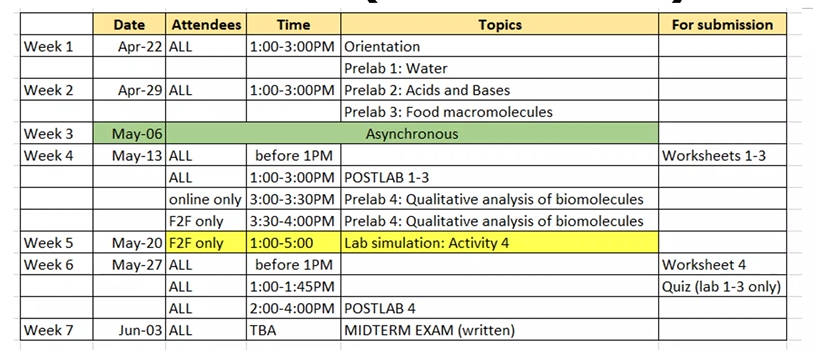 Date Attendees Time Topics For submission
Week 1 Apr-22 ALL 1:00-3:00PM Orientation
Prelab 1: Water
Week 2 Apr-29 ALL 1:00-3:00PM Prelab 2: Acids and Bases
Prelab 3: Food macromolecules
Week 3 May-06 Asynchronous
Week 4 May-13 ALL before 1PM Worksheets 1-3
ALL 1:00-3:00PM POSTLAB 1-3
online only 3:00-3:30PM Prelab 4: Qualitative analysis of biomolecules
F2F only 3:30-4:00PM Prelab 4: Qualitative analysis of biomolecules
Week 5 May-20 F2F only 1:00-5:00 Lab simulation: Activity 4
Week 6 May-27 ALL before 1PM Worksheet 4
ALL 1:00-1:45PM Quiz (lab 1-3 only)
ALL 2:00-4:00PM POSTLAB 4
Week 7 Jun-03 ALL TBA MIDTERM EXAM (written)